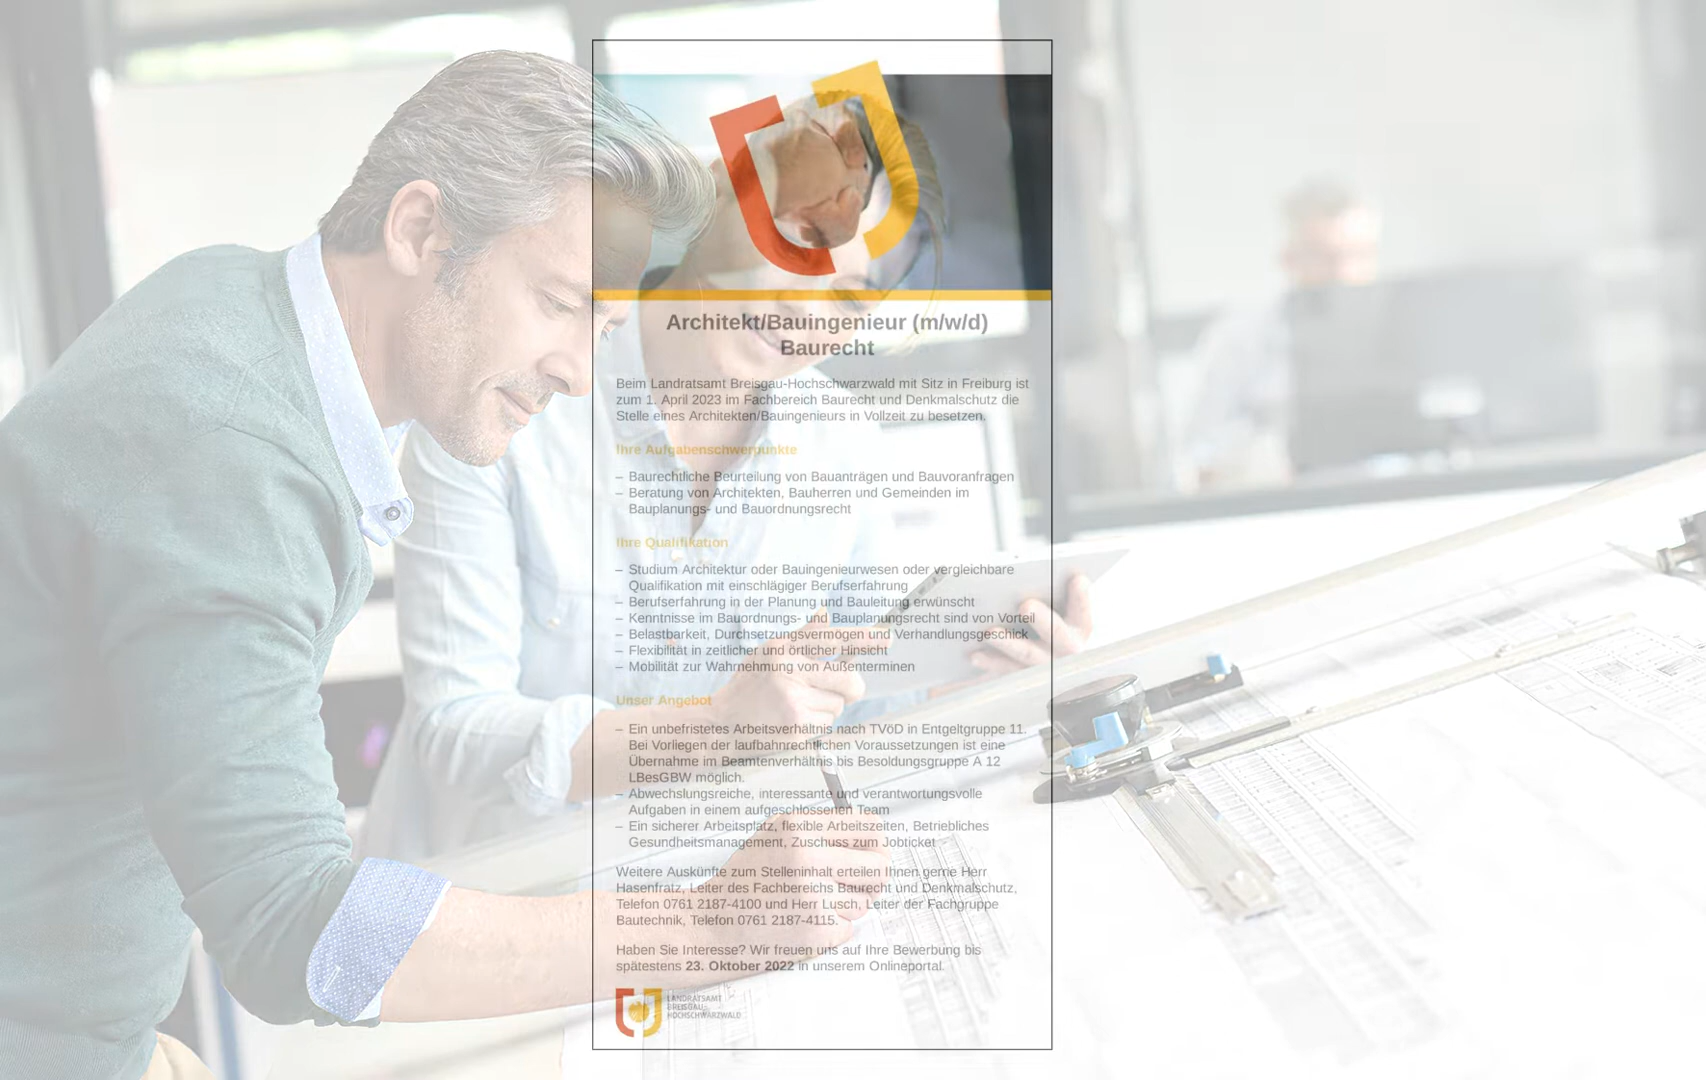 Architekt/Bauingenieur (m/w/d)
Baurecht
Beim Landratsamt Breisgau-Hochschwarzwald mit Sitz in Freiburg ist
zum 1. April 2023 im Fachbereich Baurecht und Denkmalschutz die
Stelle eines Architekten/Bauingenieurs in Vollzeit zu besetzen.
Ihre Aufgabenschwerpunkte
– Baurechtliche Beurteilung von Bauanträgen und Bauvoranfragen
– Beratung von Architekten, Bauherren und Gemeinden im
Bauplanungs- und Bauordnungsrecht
Ihre Qualifikation
– Studium Architektur oder Bauingenieurwesen oder vergleichbare
Qualifikation mit einschlägiger Berufserfahrung
– Berufserfahrung in der Planung und Bauleitung erwünscht
– Kenntnisse im Bauordnungs- und Bauplanungsrecht sind von Vorteil
– Belastbarkeit, Durchsetzungsvermögen und Verhandlungsgeschick
– Flexibilität in zeitlicher und örtlicher Hinsicht
– Mobilität zur Wahrnehmung von Außenterminen
Unser Angebot
– Ein unbefristetes Arbeitsverhältnis nach TVöD in Entgeltgruppe 11.
Bei Vorliegen der laufbahnrechtlichen Voraussetzungen ist eine
Übernahme im Beamtenverhältnis bis Besoldungsgruppe A 12
LBesGBW möglich.
– Abwechslungsreiche, interessante und verantwortungsvolle
Aufgaben in einem aufgeschlossenen Team
– Ein sicherer Arbeitsplatz, flexible Arbeitszeiten, Betriebliches
Gesundheitsmanagement, Zuschuss zum Jobticket
Weitere Auskünfte zum Stelleninhalt erteilen Ihnen gerne Herr
Hasenfratz, Leiter des Fachbereichs Baurecht und Denkmalschutz,
Telefon 0761 2187-4100 und Herr Lusch, Leiter der Fachgruppe
Bautechnik, Telefon 0761 2187-4115.
Haben Sie Interesse? Wir freuen uns auf Ihre Bewerbung bis
spätestens 23. Oktober 2022 in unserem Onlineportal.
LANDRATSAMT
BREISGAU-
HOCHSCHWARZWALD